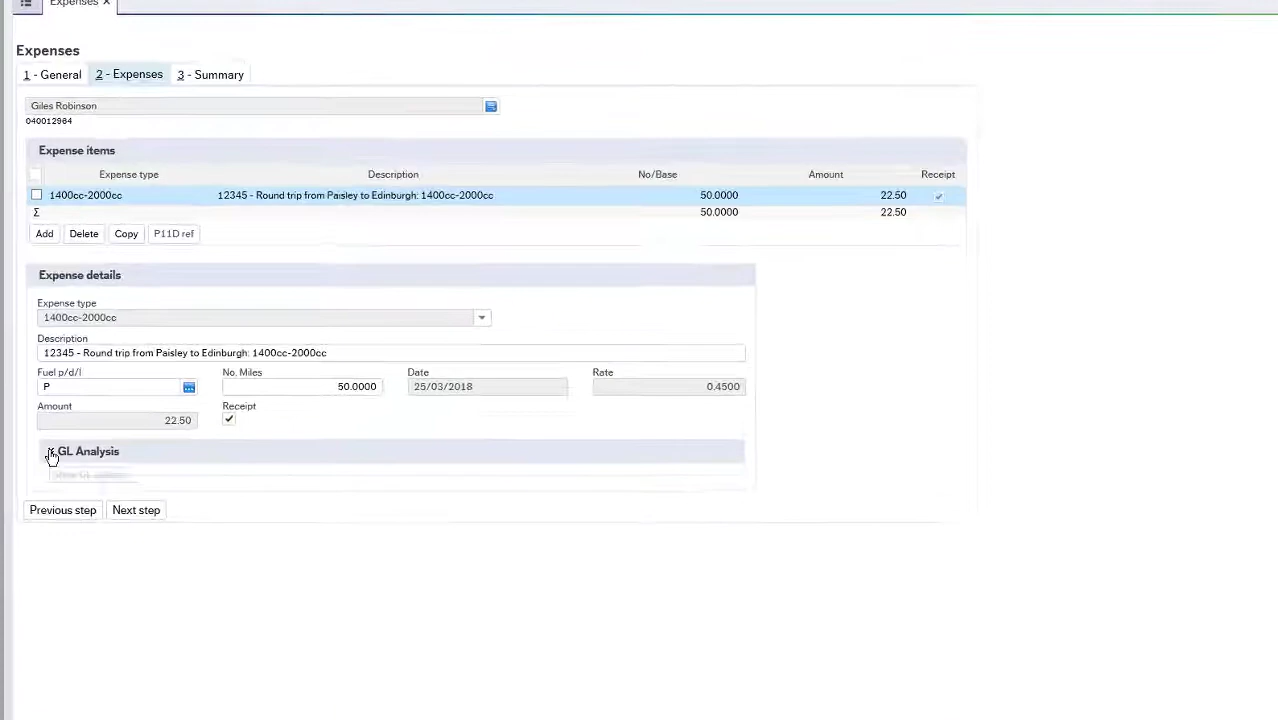 Expenses ×
Expenses
1 - General 2 - Expenses 3 - Summary
Giles Robinson
040012984
Expense items
Expense type Description No/Base Amount Receipt
1400cc-2000cc 12345 - Round trip from Paisley to Edinburgh: 1400cc-2000cc 50.0000 22.50
Σ 50.0000 22.50
Add Delete Copy P11D ref
Expense details
Expense type
1400cc-2000cc
Description
12345 - Round trip from Paisley to Edinburgh: 1400cc-2000cc
Fuel p/d/l No. Miles Date Rate
P 50.0000 25/03/2018 0.4500
Amount Receipt
22.50
GL Analysis
Previous step Next step